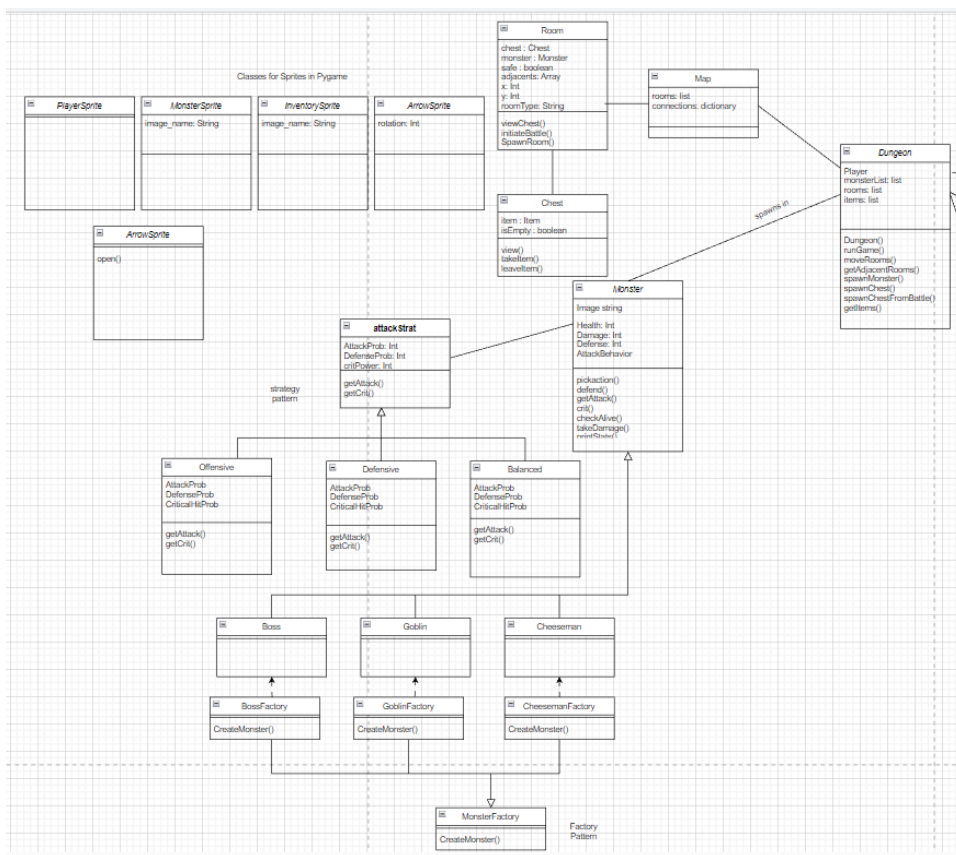 Classes for Sprites in Pygame
PlayerSprite
MonsterSprite
image_name: String
InventorySprite
image_name: String
ArrowSprite
rotation: Int
ArrowSprite
open()
Room
chest : Chest
monster : Monster
safe : boolean
adjacents: Array
x: Int
y: Int
roomType: String
viewChest()
initiateBattle()
SpawnRoom()
Map
rooms: list
connections: dictionary
Dungeon
Player
monsterList: list
rooms: list
items: list
Dungeon()
runGame()
moveRooms()
getAdjacentRooms()
spawnMonster()
spawnChest()
spawnChestFromBattle()
getItems()
spawns in
Chest
item : Item
isEmpty : boolean
view()
takeItem()
leaveItem()
Monster
Image string
Health: Int
Damage: Int
Defense: Int
AttackBehavior
pickaction()
defend()
getAttack()
crit()
checkAlive()
takeDamage()
printStats()
attackStrat
AttackProb: Int
DefenseProb: Int
critPower: Int
getAttack()
getCrit()
strategy
pattern
Offensive
AttackProb
DefenseProb
CriticalHitProb
getAttack()
getCrit()
Defensive
AttackProb
DefenseProb
CriticalHitProb
getAttack()
getCrit()
Balanced
AttackProb
DefenseProb
CriticalHitProb
getAttack()
getCrit()
Boss
Goblin
Cheeseman
BossFactory
CreateMonster()
GoblinFactory
CreateMonster()
CheesemanFactory
CreateMonster()
MonsterFactory
CreateMonster()
Factory
Pattern